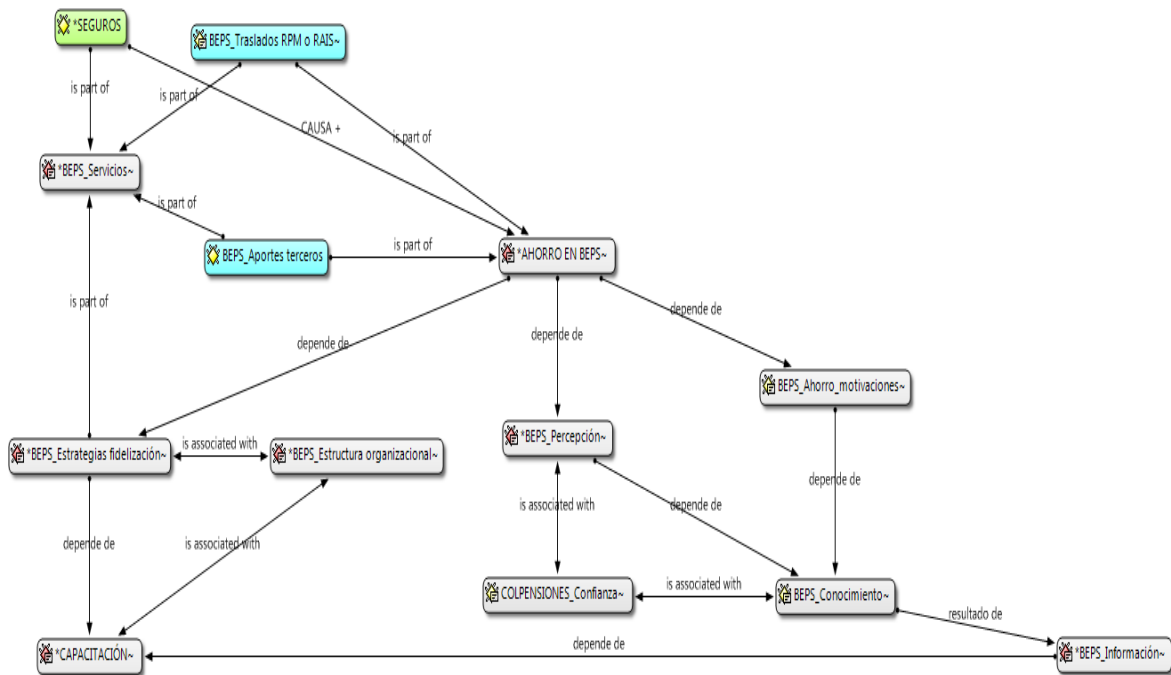 *SEGUROS
BEPS_Traslados RPM o RAIS~
is part of
is part of
CAUSA +
is part of
*BEPS_Servicios~
is part of
BEPS_Aportes terceros
is part of
*AHORRO EN BEPS~
is part of
depende de
depende de
depende de
BEPS_Ahorro_motivaciones~
*BEPS_Estrategias fidelización~
is associated with
*BEPS_Estructura organizacional~
*BEPS_Percepción~
depende de
is associated with
is associated with
depende de
depende de
COLPENSIONES_Confianza~
is associated with
BEPS_Conocimiento~
resultado de
*CAPACITACIÓN~
depende de
*BEPS_Información~